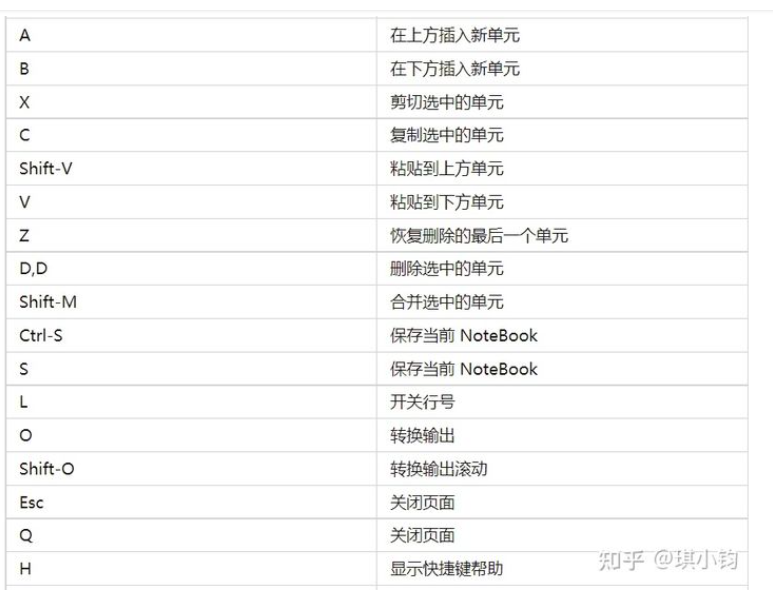 A 在上方插入新单元
B 在下方插入新单元
X 剪切选中的单元
C 复制选中的单元
Shift-V 粘贴到上方单元
V 粘贴到下方单元
Z 恢复删除的最后一个单元
D,D 删除选中的单元
Shift-M 合并选中的单元
Ctrl-S 保存当前 NoteBook
S 保存当前 NoteBook
L 开关行号
O 转换输出
Shift-O 转换输出滚动
Esc 关闭页面
Q 关闭页面
H 显示快捷键帮助
知乎 @琪小钧